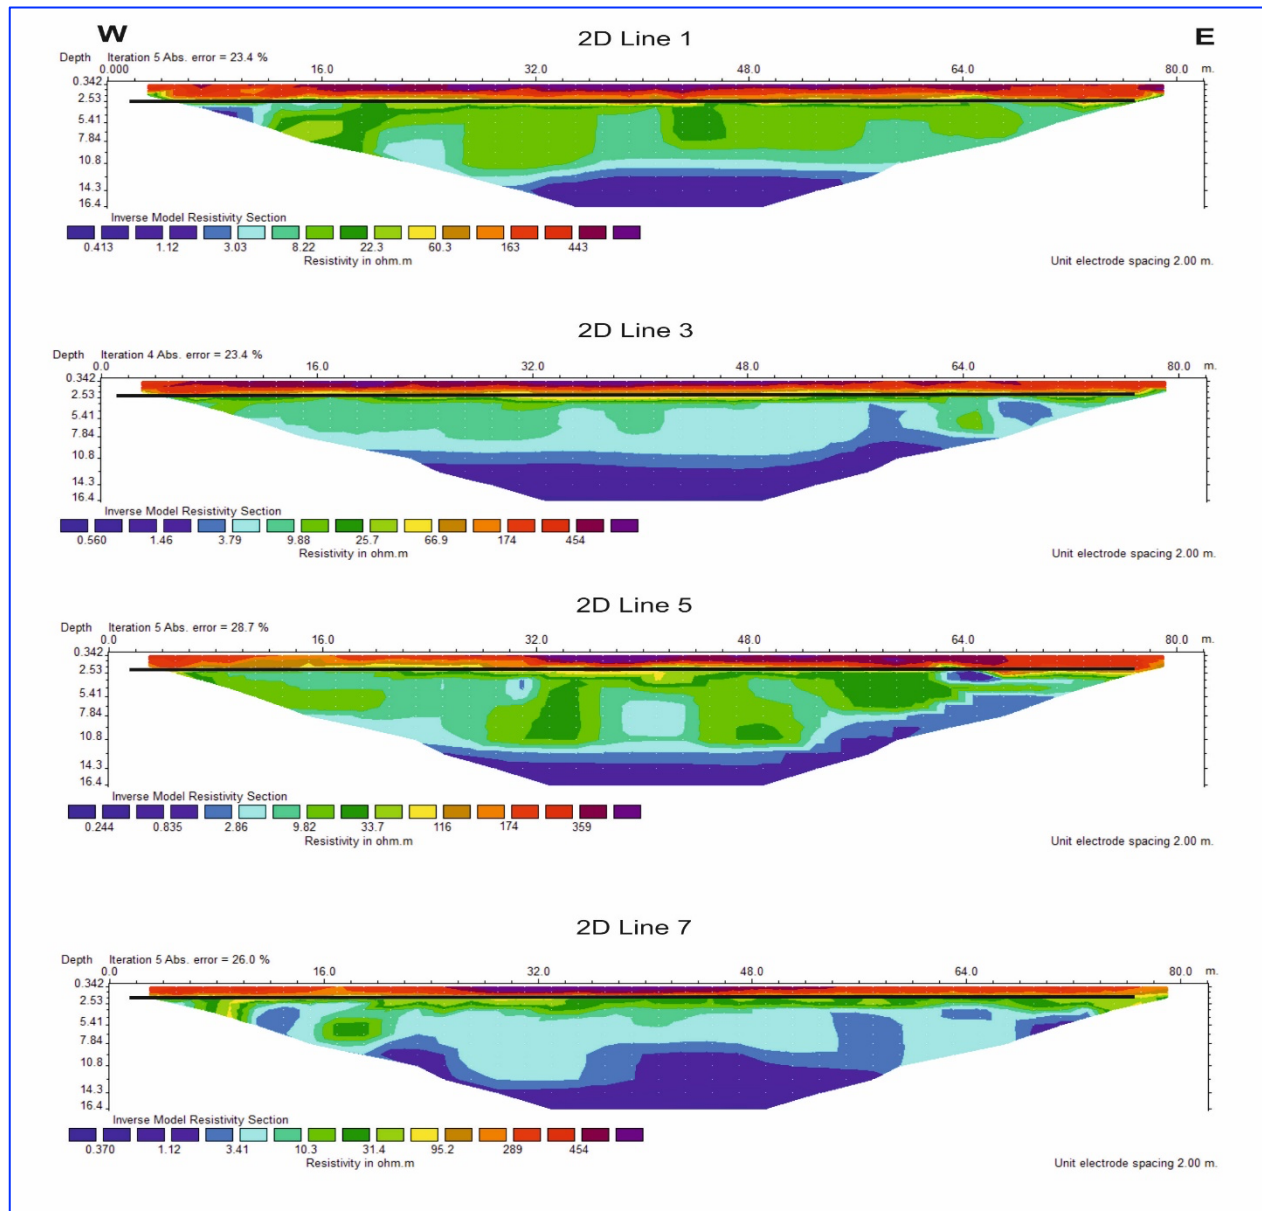 W
2D Line 1
E
Depth Iteration 5 Abs. error = 23.4 %
0.000 16.0 32.0 48.0 64.0 80.0 m.
0.342
2.53
5.41
7.84
10.8
14.3
16.4
Inverse Model Resistivity Section
0.413 1.12 3.03 8.22 22.3 60.3 163 443
Resistivity in ohm.m
Unit electrode spacing 2.00 m.
2D Line 3
Depth Iteration 4 Abs. error = 23.4 %
0.0 16.0 32.0 48.0 64.0 80.0 m.
0.342
2.53
5.41
7.84
10.8
14.3
16.4
Inverse Model Resistivity Section
0.560 1.46 3.79 9.88 25.7 66.9 174 454
Resistivity in ohm.m
Unit electrode spacing 2.00 m.
2D Line 5
Depth Iteration 5 Abs. error = 28.7 %
0.0 16.0 32.0 48.0 64.0 80.0 m.
0.342
2.53
5.41
7.84
10.8
14.3
16.4
Inverse Model Resistivity Section
0.244 0.835 2.86 9.82 33.7 116 174 359
Resistivity in ohm.m
Unit electrode spacing 2.00 m.
2D Line 7
Depth Iteration 5 Abs. error = 26.0 %
0.0 16.0 32.0 48.0 64.0 80.0 m.
0.342
2.53
5.41
7.84
10.8
14.3
16.4
Inverse Model Resistivity Section
0.370 1.12 3.41 10.3 31.4 95.2 289 454
Resistivity in ohm.m
Unit electrode spacing 2.00 m.